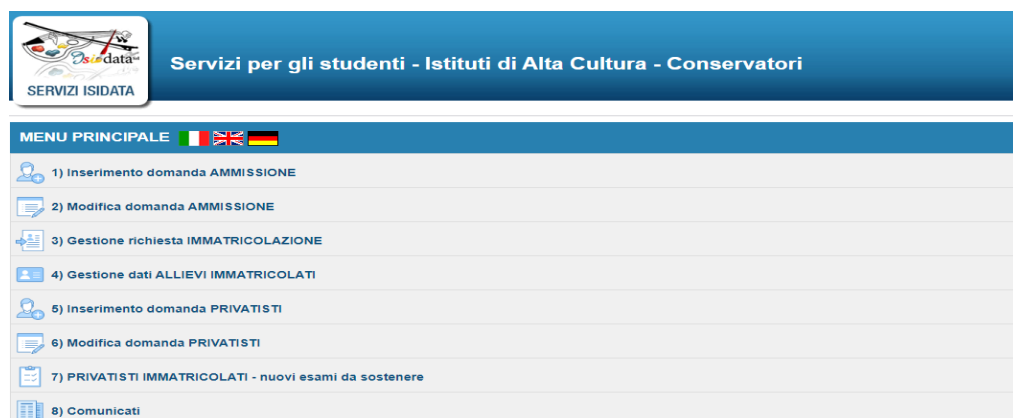 Isidata
SERVIZI ISIDATA
Servizi per gli studenti - Istituti di Alta Cultura - Conservatori
MENU PRINCIPALE
1) Inserimento domanda AMMISSIONE
2) Modifica domanda AMMISSIONE
3) Gestione richiesta IMMATRICOLAZIONE
4) Gestione dati ALLIEVI IMMATRICOLATI
5) Inserimento domanda PRIVATISTI
6) Modifica domanda PRIVATISTI
7) PRIVATISTI IMMATRICOLATI - nuovi esami da sostenere
8) Comunicati